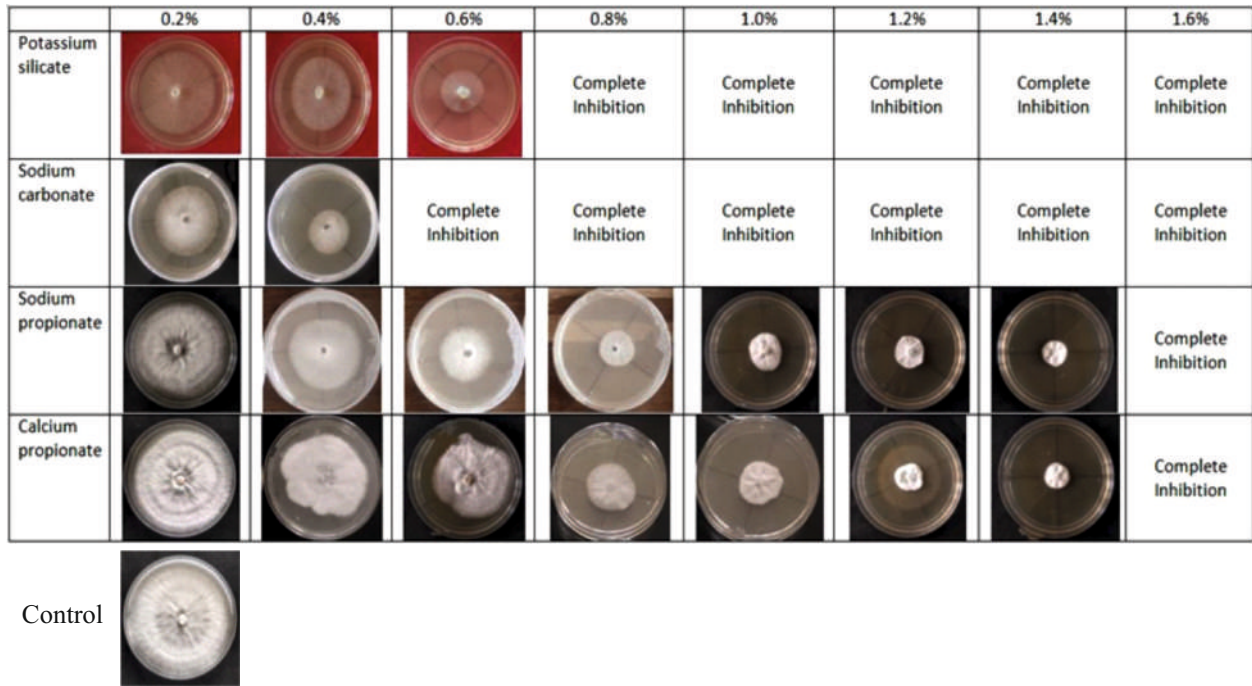 0.2% 0.4% 0.6% 0.8% 1.0% 1.2% 1.4% 1.6%
Potassium
silicate
Complete
Inhibition
Complete
Inhibition
Complete
Inhibition
Complete
Inhibition
Complete
Inhibition
Sodium
carbonate
Complete
Inhibition
Complete
Inhibition
Complete
Inhibition
Complete
Inhibition
Complete
Inhibition
Complete
Inhibition
Sodium
propionate
Complete
Inhibition
Calcium
propionate
Complete
Inhibition
Control